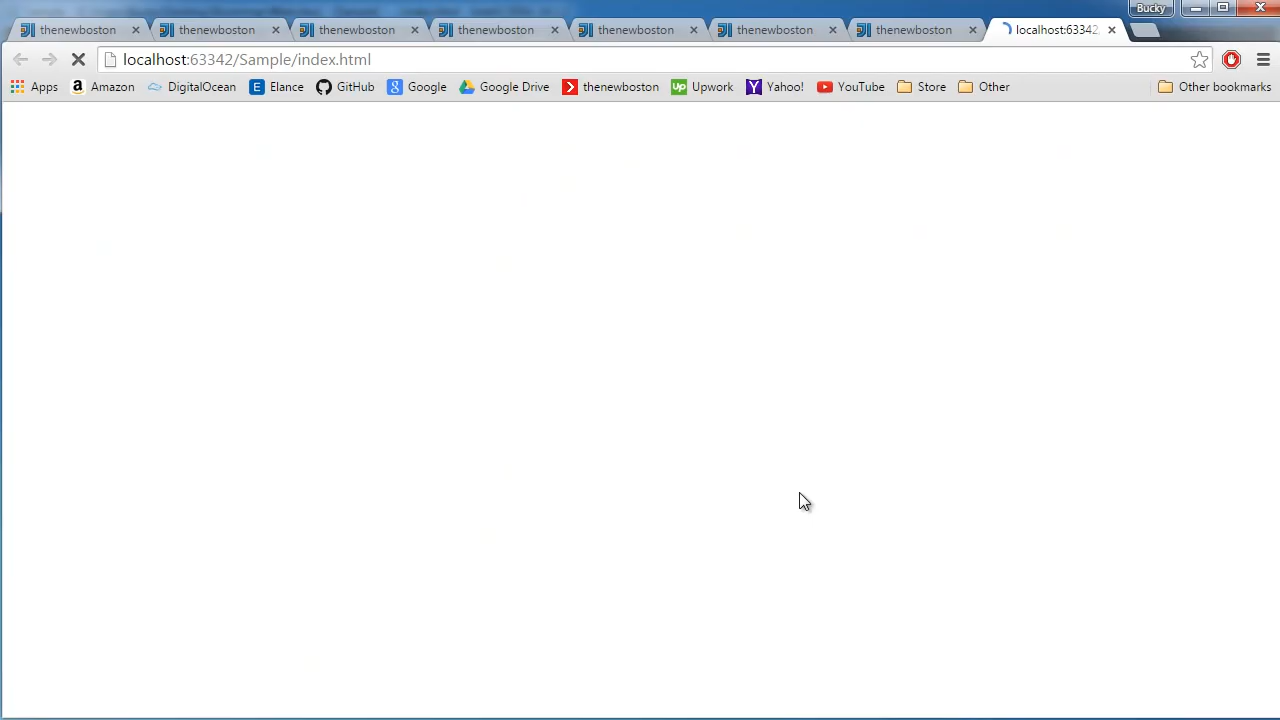 Bucky
thenewboston thenewboston thenewboston thenewboston thenewboston thenewboston thenewboston localhost:63342
localhost:63342/Sample/index.html
Apps Amazon DigitalOcean Elance GitHub Google Google Drive thenewboston Upwork Yahoo! YouTube Store Other Other bookmarks